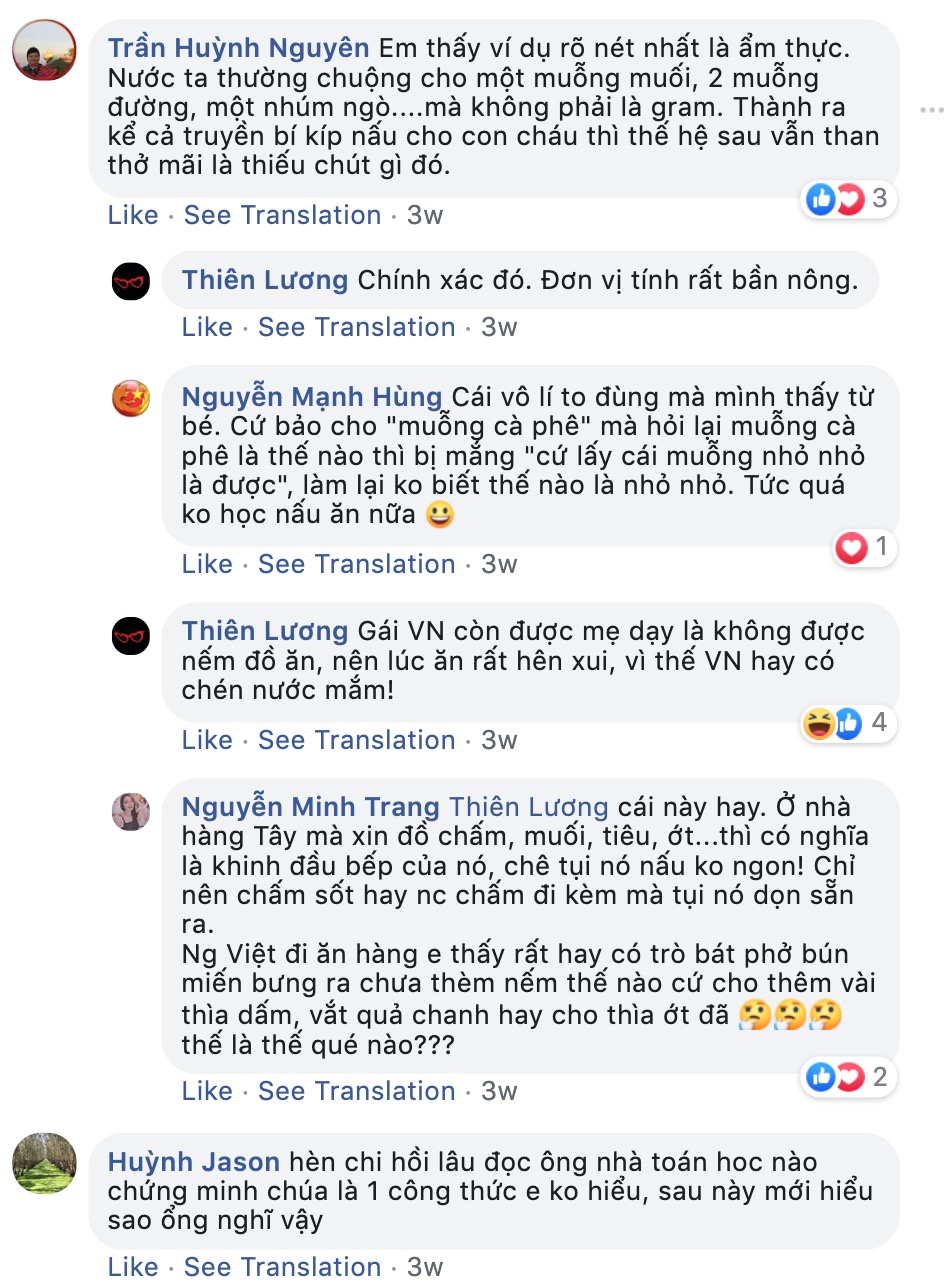 Trần Huỳnh Nguyên Em thấy ví dụ rõ nét nhất là ẩm thực.
Nước ta thường chuộng cho một muỗng muối, 2 muỗng
đường, một nhúm ngò....mà không phải là gram. Thành ra
kể cả truyền bí kíp nấu cho con cháu thì thế hệ sau vẫn than
thở mãi là thiếu chút gì đó.
3
Like · See Translation · 3w
Thiên Lương Chính xác đó. Đơn vị tính rất bần nông.
Like · See Translation · 3w
Nguyễn Mạnh Hùng Cái vô lí to đùng mà mình thấy từ
bé. Cứ bảo cho "muỗng cà phê" mà hỏi lại muỗng cà
phê là thế nào thì bị mắng "cứ lấy cái muỗng nhỏ nhỏ
là được", làm lại ko biết thế nào là nhỏ nhỏ. Tức quá
ko học nấu ăn nữa 😃
1
Like · See Translation · 3w
Thiên Lương Gái VN còn được mẹ dạy là không được
nếm đồ ăn, nên lúc ăn rất hên xui, vì thế VN hay có
chén nước mắm!
4
Like · See Translation · 3w
Nguyễn Minh Trang Thiên Lương cái này hay. Ở nhà
hàng Tây mà xin đồ chấm, muối, tiêu, ớt...thì có nghĩa
là khinh đầu bếp của nó, chê tụi nó nấu ko ngon! Chỉ
nên chấm sốt hay nc chấm đi kèm mà tụi nó dọn sẵn
ra.
Ng Việt đi ăn hàng e thấy rất hay có trò bát phở bún
miến bưng ra chưa thèm nếm thế nào cứ cho thêm vài
thìa dấm, vắt quả chanh hay cho thìa ớt đã 🤔🤔🤔
thế là thế qué nào???
2
Like · See Translation · 3w
Huỳnh Jason hèn chi hồi lâu đọc ông nhà toán hoc nào
chứng minh chúa là 1 công thức e ko hiểu, sau này mới hiểu
sao ổng nghĩ vậy
Like · See Translation · 3w